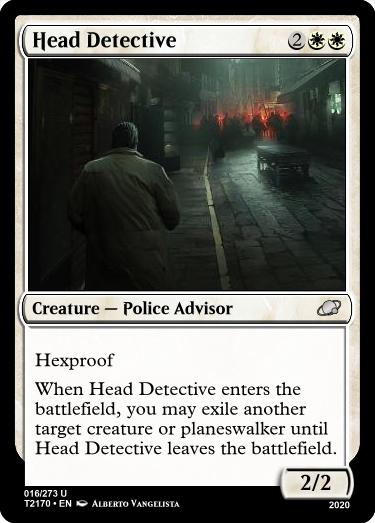 Head Detective 2
Creature — Police Advisor
Hexproof
When Head Detective enters the
battlefield, you may exile another
target creature or planeswalker until
Head Detective leaves the battlefield.
2/2
016/273 U
T2170 • EN Alberto Vangelista
2020